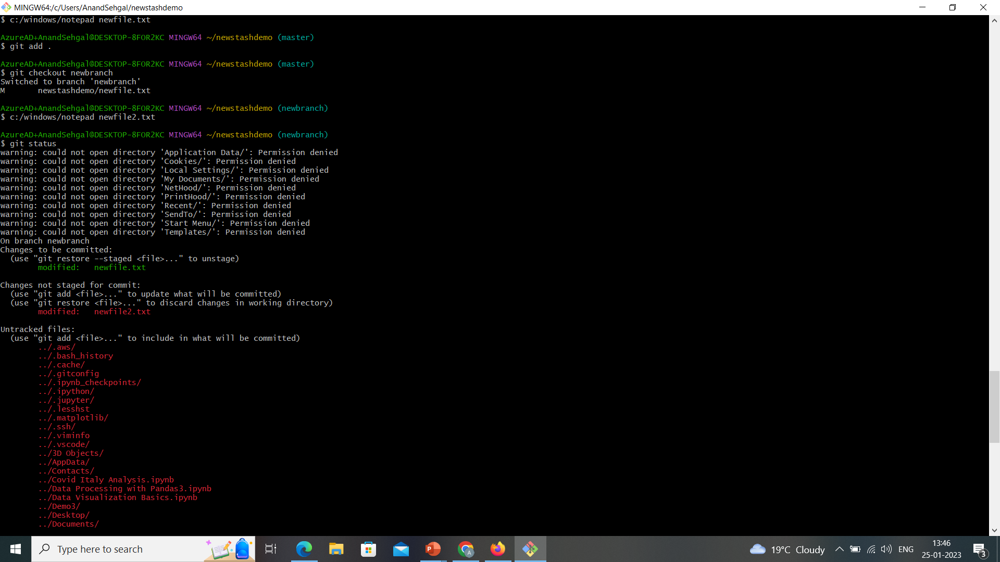 MINGW64:/c/Users/AnandSehgal/newstashdemo
$ c:/windows/notepad newfile.txt
AzureAD+AnandSehgal@DESKTOP-8FOR2KC MINGW64 ~/newstashdemo (master)
$ git add .
AzureAD+AnandSehgal@DESKTOP-8FOR2KC MINGW64 ~/newstashdemo (master)
$ git checkout newbranch
Switched to branch 'newbranch'
M       newstashdemo/newfile.txt
AzureAD+AnandSehgal@DESKTOP-8FOR2KC MINGW64 ~/newstashdemo (newbranch)
$ c:/windows/notepad newfile2.txt
AzureAD+AnandSehgal@DESKTOP-8FOR2KC MINGW64 ~/newstashdemo (newbranch)
$ git status
warning: could not open directory 'Application Data/': Permission denied
warning: could not open directory 'Cookies/': Permission denied
warning: could not open directory 'Local Settings/': Permission denied
warning: could not open directory 'My Documents/': Permission denied
warning: could not open directory 'NetHood/': Permission denied
warning: could not open directory 'PrintHood/': Permission denied
warning: could not open directory 'Recent/': Permission denied
warning: could not open directory 'SendTo/': Permission denied
warning: could not open directory 'Start Menu/': Permission denied
warning: could not open directory 'Templates/': Permission denied
On branch newbranch
Changes to be committed:
  (use "git restore --staged <file>..." to unstage)
        modified:   newfile.txt
Changes not staged for commit:
  (use "git add <file>..." to update what will be committed)
  (use "git restore <file>..." to discard changes in working directory)
        modified:   newfile2.txt
Untracked files:
  (use "git add <file>..." to include in what will be committed)
        ../.aws/
        ../.bash_history
        ../.cache/
        ../.gitconfig
        ../.ipynb_checkpoints/
        ../.ipython/
        ../.jupyter/
        ../.lesshst
        ../.matplotlib/
        ../.ssh/
        ../.viminfo
        ../.vscode/
        ../3D Objects/
        ../AppData/
        ../Contacts/
        ../Covid Italy Analysis.ipynb
        ../Data Processing with Pandas3.ipynb
        ../Data Visualization Basics.ipynb
        ../Demo3/
        ../Desktop/
        ../Documents/
Type here to search
P
A
19°C Cloudy
ENG
13:46
25-01-2023
3